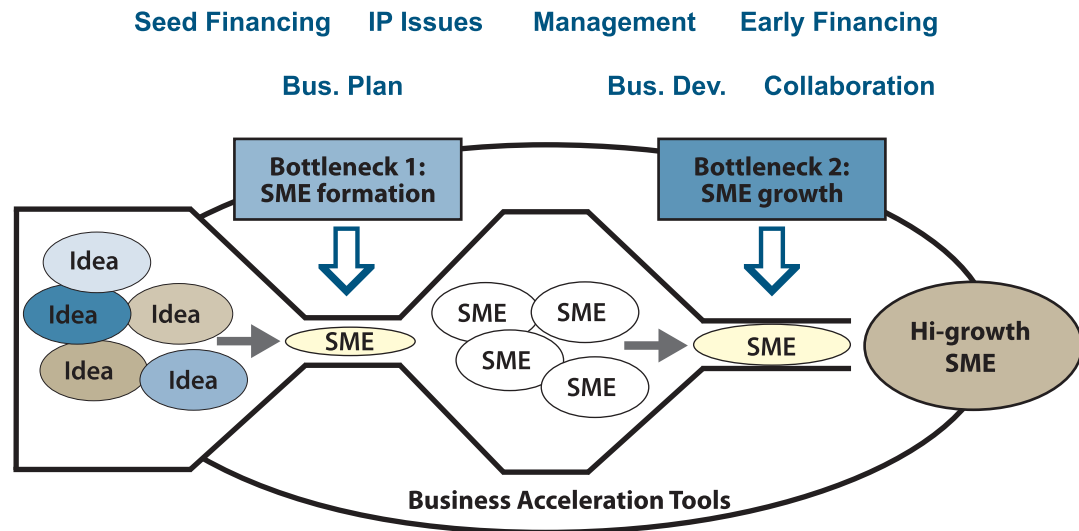 Seed Financing IP Issues Management Early Financing
Bus. Plan Bus. Dev. Collaboration
Bottleneck 1:
SME formation
Bottleneck 2:
SME growth
Idea
Idea
Idea
Idea
Idea
SME
SME
SME
SME
SME
SME
Hi-growth
SME
Business Acceleration Tools